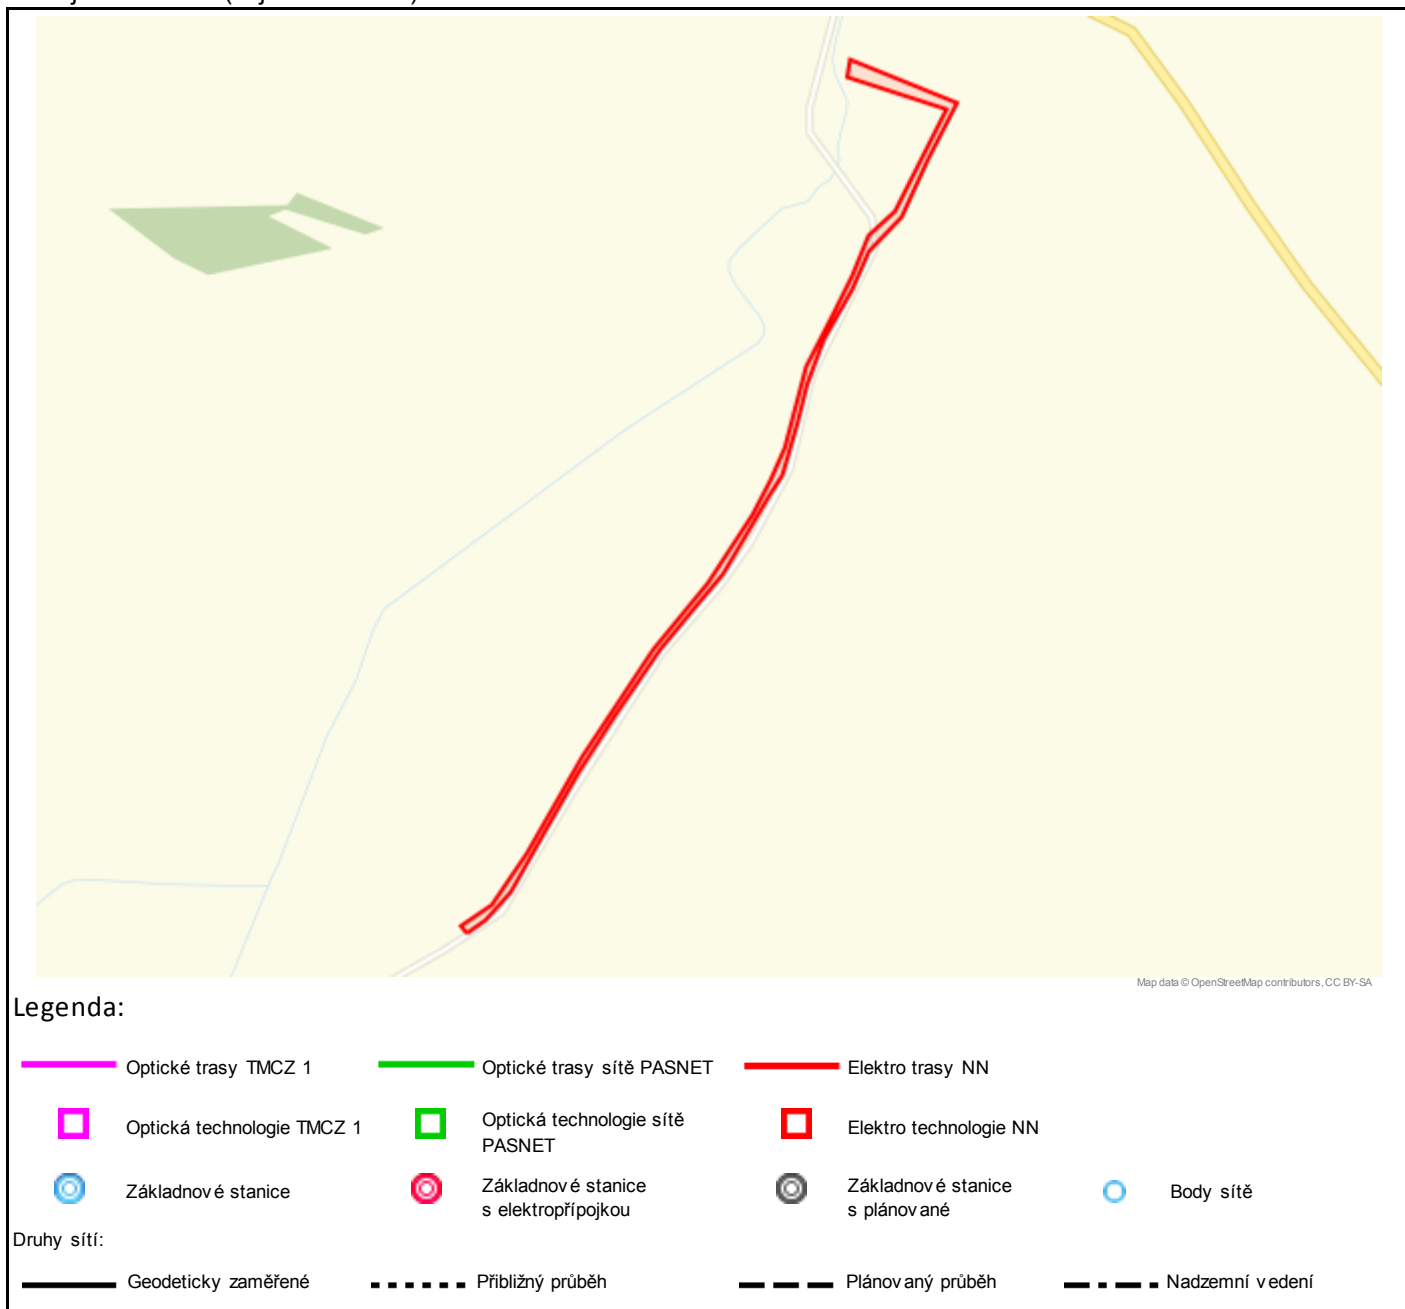 Map data © OpenStreetMap contributors, CC BY-SA
Legenda:
Optické trasy TMCZ 1
Optické trasy sítě PASNET
Elektro trasy NN
Optická technologie TMCZ 1
Optická technologie sítě
PASNET
Elektro technologie NN
Základnové stanice
Základnové stanice
s elektropřípojkou
Základnové stanice
s plánované
Body sítě
Druhy sítí:
Geodeticky zaměřené
Přibližný průběh
Plánovaný průběh
Nadzemní vedení